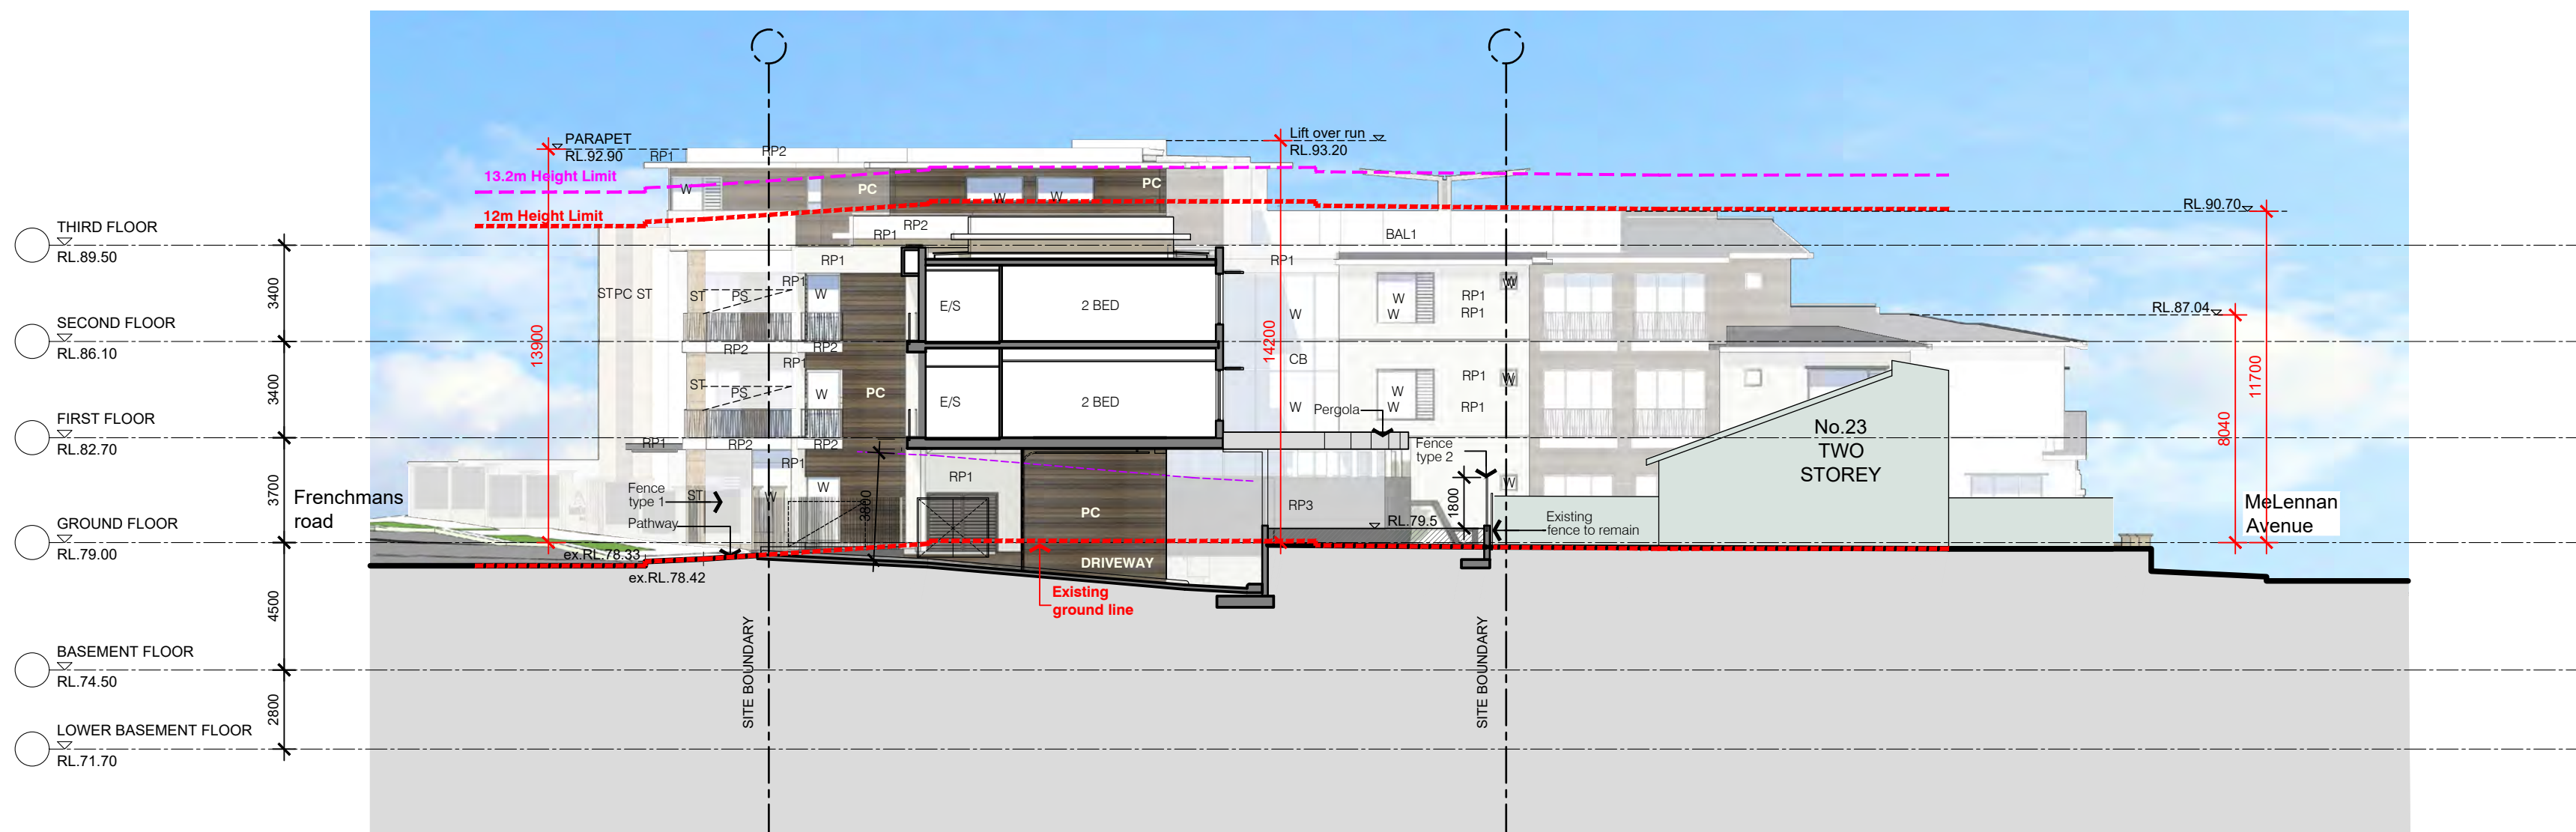 PARAPET
RL.92.90
RP1
RP2
Lift over run
RL.93.20
13.2m Height Limit
W
PC
W
W
PC
12m Height Limit
RL.90.70
THIRD FLOOR
RL.89.50
RP2
RP1
BAL1
RP1
RP1
3400
ST PC ST
ST
PS
RP1
W
E/S
2 BED
W
W
W
RP1
RP1
W
RL.87.04
SECOND FLOOR
RL.86.10
13900
14200
RP2
RP2
RP1
CB
3400
ST
PS
W
PC
E/S
2 BED
W
W
W
RP1
RP1
W
11700
8040
Pergola
No.23
TWO
STOREY
FIRST FLOOR
RL.82.70
RP1
RP2
RP2
Fence
type 2
RP1
3700
Frenchmans
road
Fence
type 1
ST
W
W
3800
RP1
RP3
1800
W
MeLennan
Avenue
Pathway
PC
RL.79.5
Existing
fence to remain
GROUND FLOOR
RL.79.00
ex.RL.78.33
ex.RL.78.42
DRIVEWAY
Existing
ground line
4500
BASEMENT FLOOR
RL.74.50
SITE BOUNDARY
SITE BOUNDARY
2800
LOWER BASEMENT FLOOR
RL.71.70